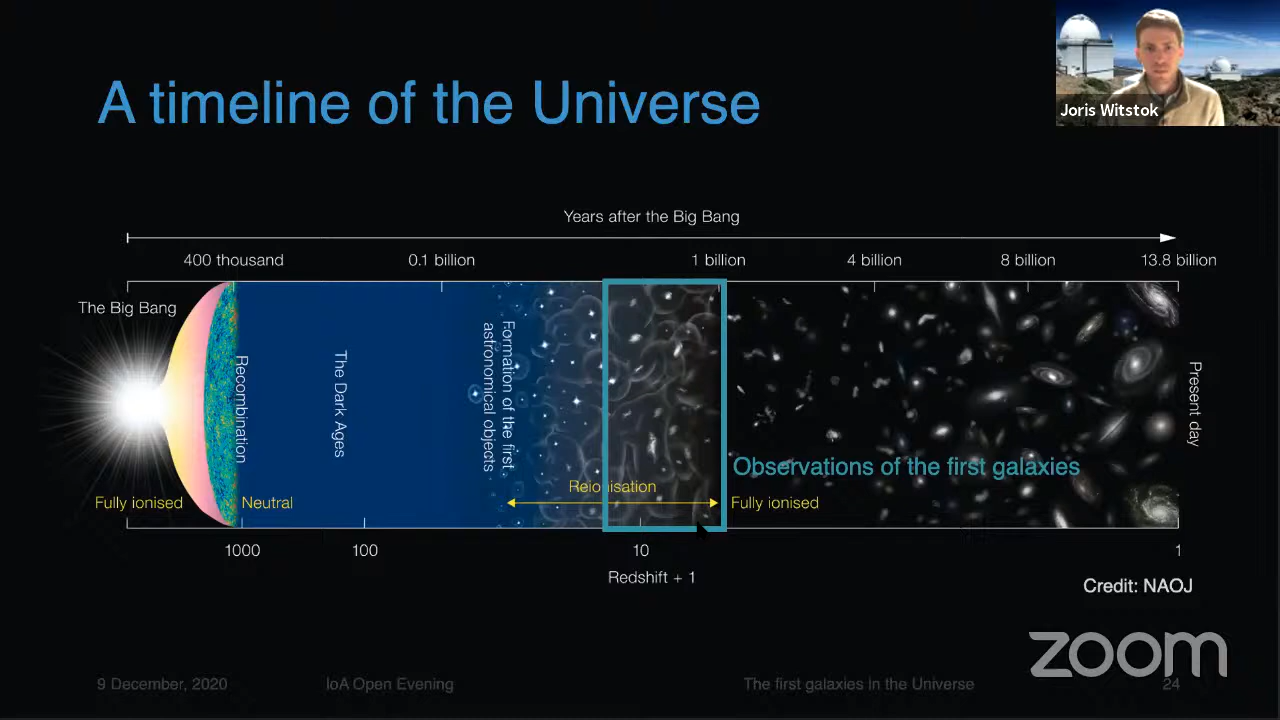 Joris Witstok
A timeline of the Universe
Years after the Big Bang
400 thousand
0.1 billion
1 billion
4 billion
8 billion
13.8 billion
The Big Bang
Recombination
The Dark Ages
Formation of the first
astronomical objects
Present day
Observations of the first galaxies
Reionisation
Fully ionised
Neutral
Fully ionised
1000
100
10
1
Redshift + 1
Credit: NAOJ
zoom
9 December, 2020
IoA Open Evening
The first galaxies in the Universe
24